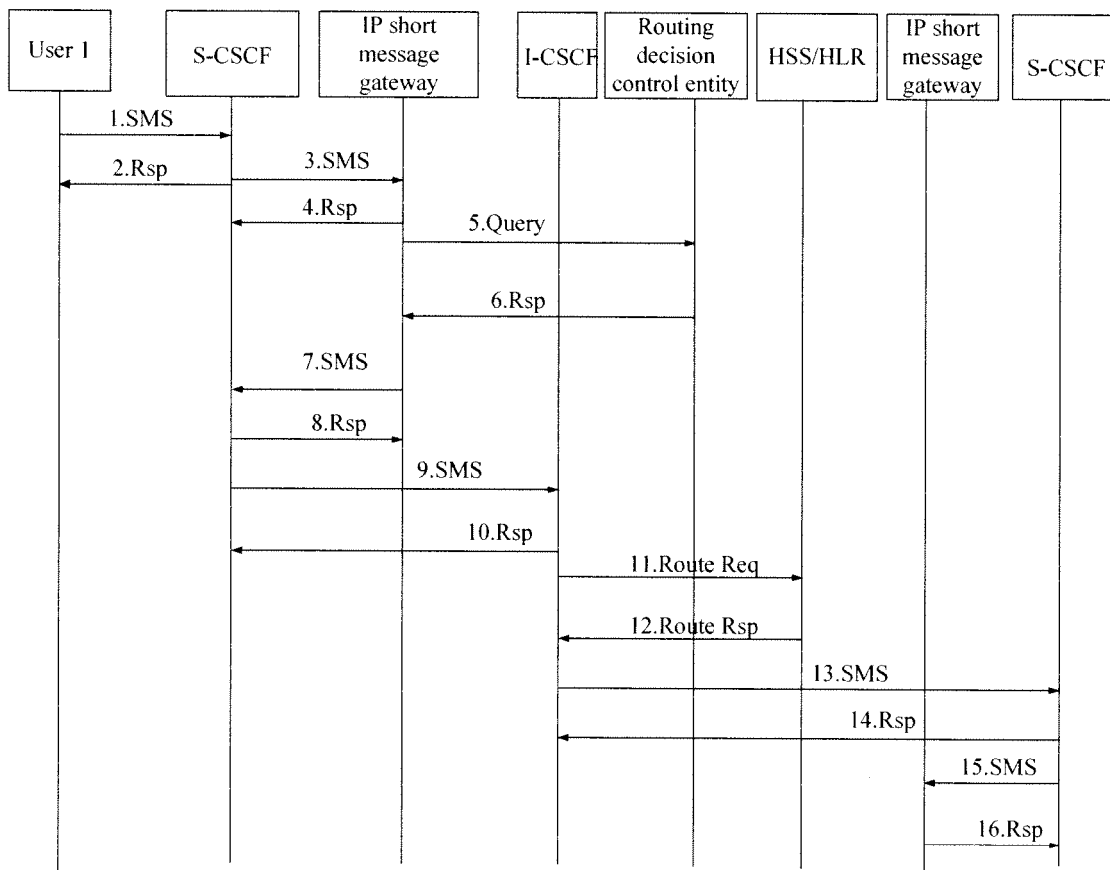 User 1
S-CSCF
IP short
message
gateway
I-CSCF
Routing
decision
control entity
HSS/HLR
IP short
message
gateway
S-CSCF
1.SMS
2.Rsp
3.SMS
4.Rsp
5.Query
6.Rsp
7.SMS
8.Rsp
9.SMS
10.Rsp
11.Route Req
12.Route Rsp
13.SMS
14.Rsp
15.SMS
16.Rsp